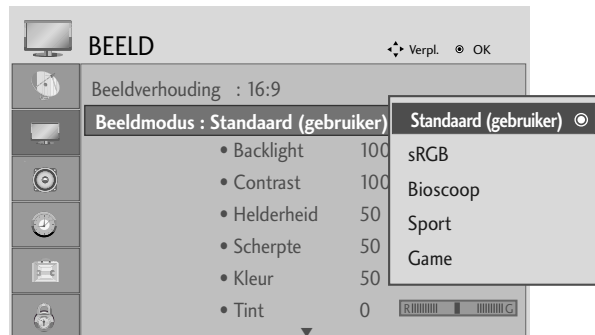 BEELD Verpl. OK
Beeldverhouding : 16:9
Beeldmodus : Standaard (gebruiker)
• Backlight 100
• Contrast 100
• Helderheid 50
• Scherpte 50
• Kleur 50
• Tint 0 R G
Standaard (gebruiker)
sRGB
Bioscoop
Sport
Game